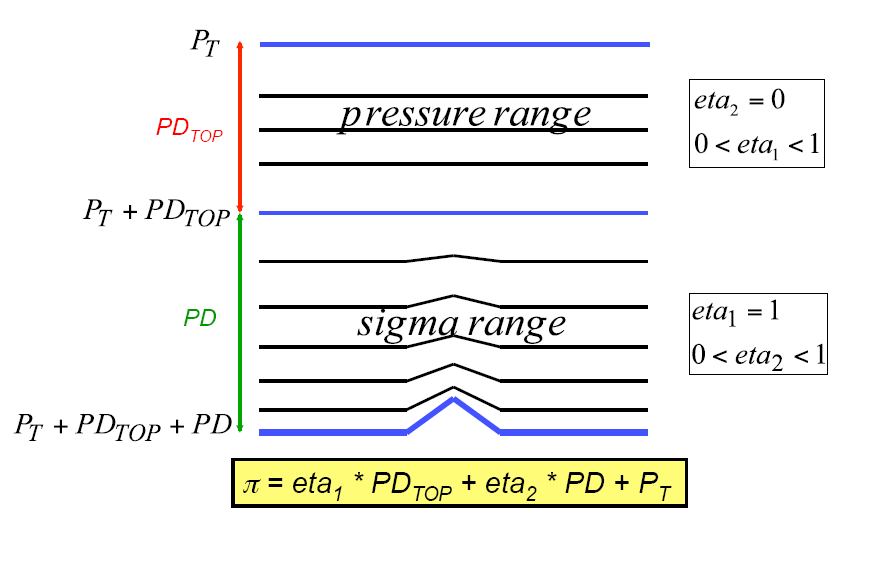 P_T
pressure range
eta_2 = 0
0 < eta_1 < 1
PD_TOP
P_T + PD_TOP
sigma range
eta_1 = 1
0 < eta_2 < 1
PD
P_T + PD_TOP + PD
π = eta_1 * PD_TOP + eta_2 * PD + P_T